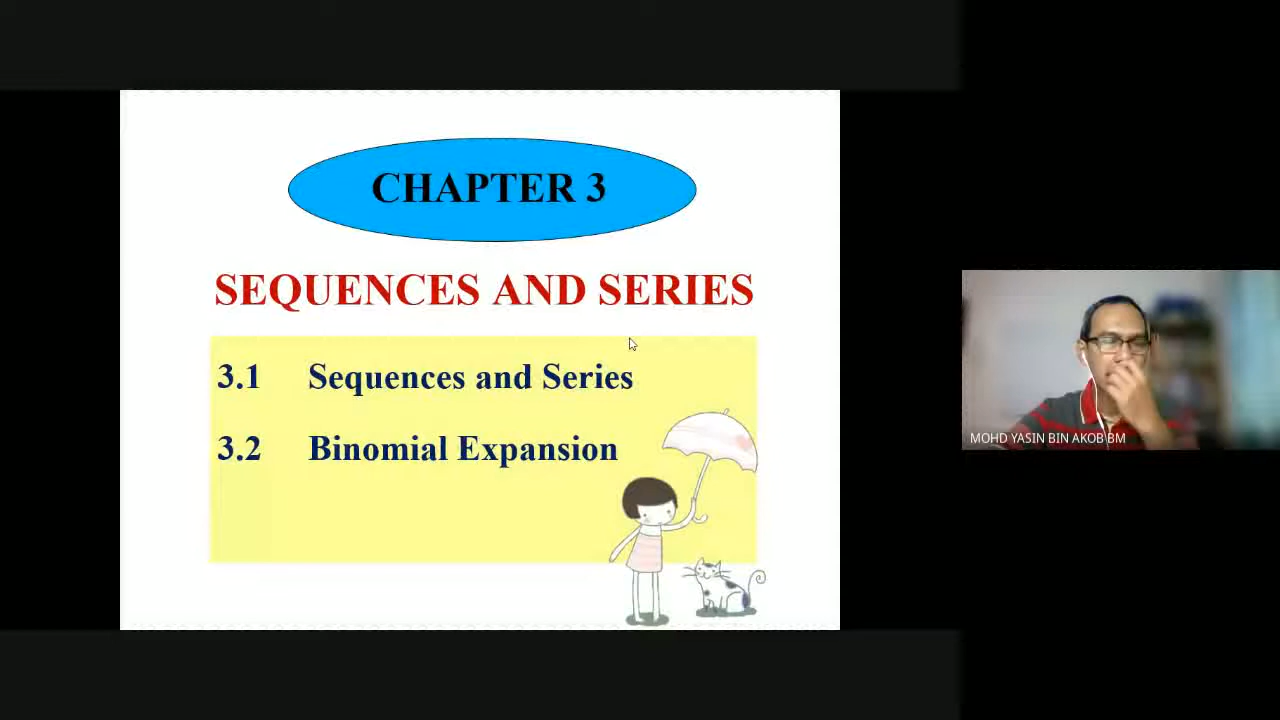 CHAPTER 3
SEQUENCES AND SERIES
3.1 Sequences and Series
3.2 Binomial Expansion
MOHD YASIN BIN AKOB BM